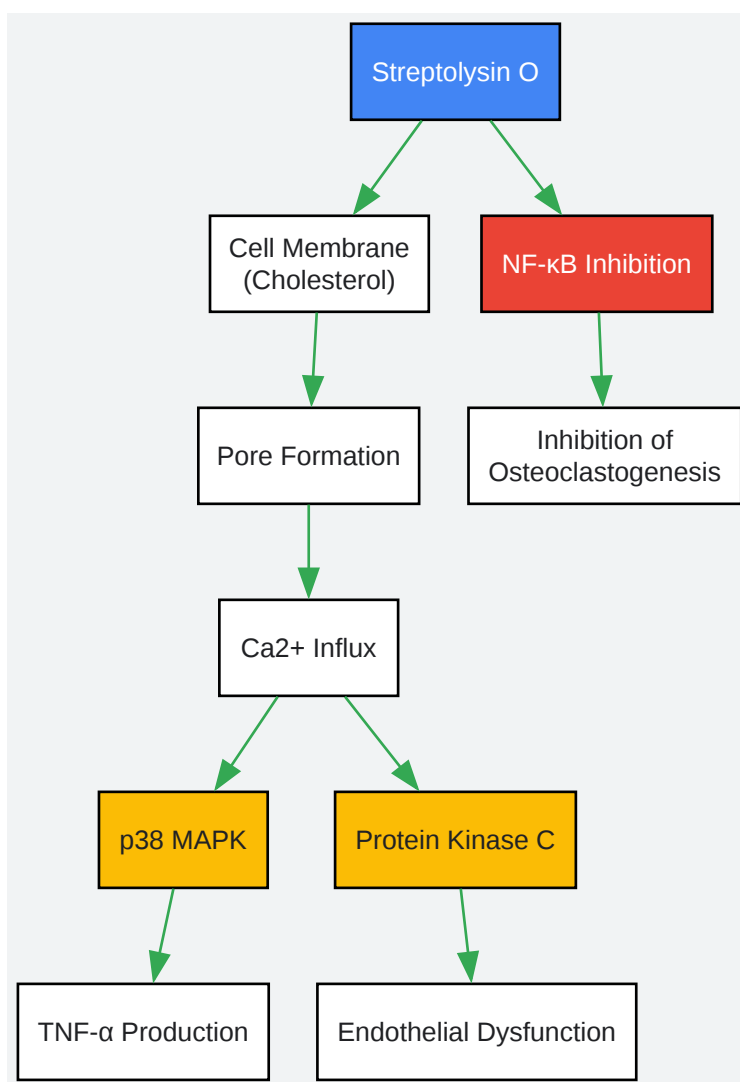 Streptolysin O
Cell Membrane
(Cholesterol)
NF-κB Inhibition
Pore Formation
Inhibition of
Osteoclastogenesis
Ca2+ Influx
p38 MAPK
Protein Kinase C
TNF-α Production
Endothelial Dysfunction